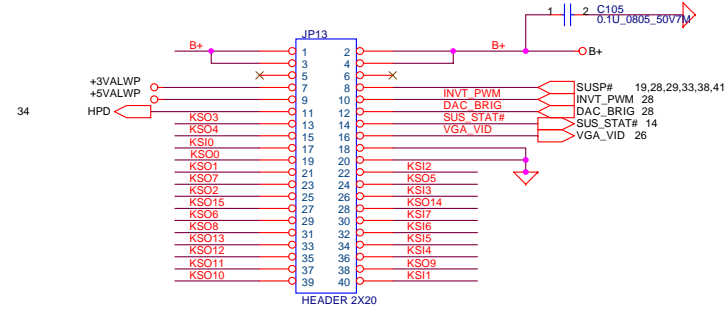 1 2 C105
0.1U_0805_50V7M
JP13
B+ 1 2 B+ B+
3 4
5 6
+3VALWP 7 8 SUSP# 19,28,29,33,38,41
+5VALWP 9 10 INVT_PWM INVT_PWM 28
34 HPD 11 12 DAC_BRIG DAC_BRIG 28
KSO3 13 14 SUS_STAT# SUS_STAT# 14
KSO4 15 16 VGA_VID VGA_VID 26
KSI0 17 18
KSO0 19 20
KSO1 21 22 KSI2
KSO7 23 24 KSO5
KSO2 25 26 KSI3
KSO15 27 28 KSO14
KSO6 29 30 KSI7
KSO8 31 32 KSI6
KSO13 33 34 KSI5
KSO12 35 36 KSI4
KSO11 37 38 KSO9
KSO10 39 40 KSI1
HEADER 2X20